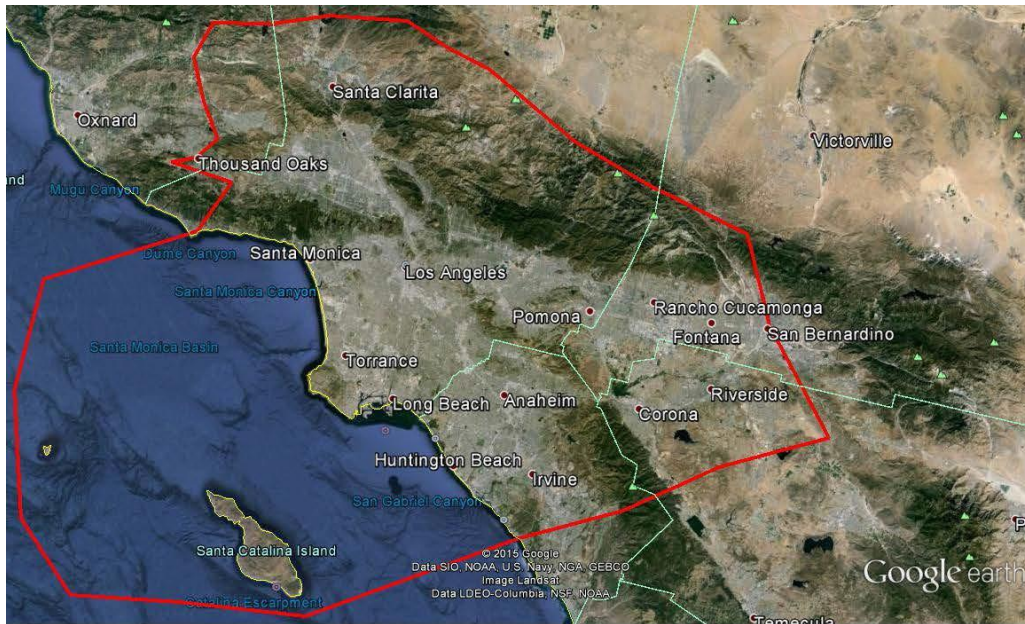 Santa Clarita
Oxnard
Victorville
Thousand Oaks
and
Mugu Canyon
Dume Canyon
Santa Monica
Los Angeles
Santa Monica Canyon
Rancho Cucamonga
Pomona
Fontana
San Bernardino
Santa Monica Basin
Torrance
Riverside
Long Beach
Anaheim
Corona
Huntington Beach
Irvine
San Gabriel Canyon
P
Santa Catalina Island
© 2015 Google
Data SIO, NOAA, U.S. Navy, NGA, GEBCO
Image Landsat
Data LDEO-Columbia, NSF, NOAA
Google earth
Catalina Escarpment
Temecula